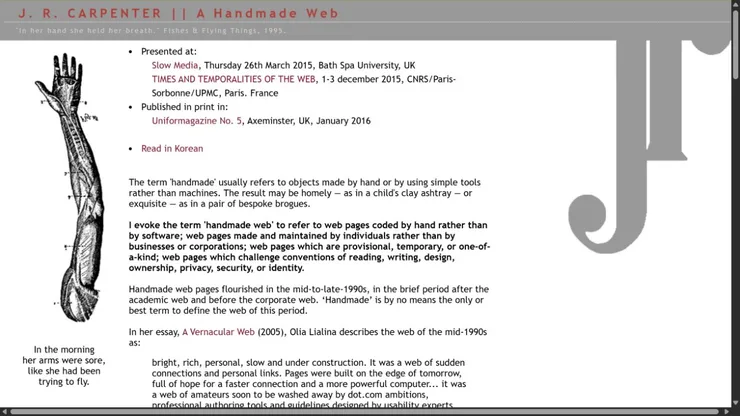 J. R. CARPENTER || A Handmade Web
"In her hand she held her breath." Fishes & Flying Things, 1995.
• Presented at:
Slow Media, Thursday 26th March 2015, Bath Spa University, UK
TIMES AND TEMPORALITIES OF THE WEB, 1-3 december 2015, CNRS/Paris-
Sorbonne/UPMC, Paris. France
• Published in print in:
Uniformagazine No. 5, Axeminster, UK, January 2016
• Read in Korean
The term 'handmade' usually refers to objects made by hand or by using simple tools
rather than machines. The result may be homely — as in a child's clay ashtray — or
exquisite — as in a pair of bespoke brogues.
I evoke the term 'handmade web' to refer to web pages coded by hand rather than
by software; web pages made and maintained by individuals rather than by
businesses or corporations; web pages which are provisional, temporary, or one-of-
a-kind; web pages which challenge conventions of reading, writing, design,
ownership, privacy, security, or identity.
Handmade web pages flourished in the mid-to-late-1990s, in the brief period after the
academic web and before the corporate web. ‘Handmade’ is by no means the only or
best term to define the web of this period.
In her essay, A Vernacular Web (2005), Olia Lialina describes the web of the mid-1990s
as:
bright, rich, personal, slow and under construction. It was a web of sudden
connections and personal links. Pages were built on the edge of tomorrow,
full of hope for a faster connection and a more powerful computer... it was
a web of amateurs soon to be washed away by dot.com ambitions,
professional authoring tools and guidelines designed by usability experts
In the morning
her arms were sore,
like she had been
trying to fly.